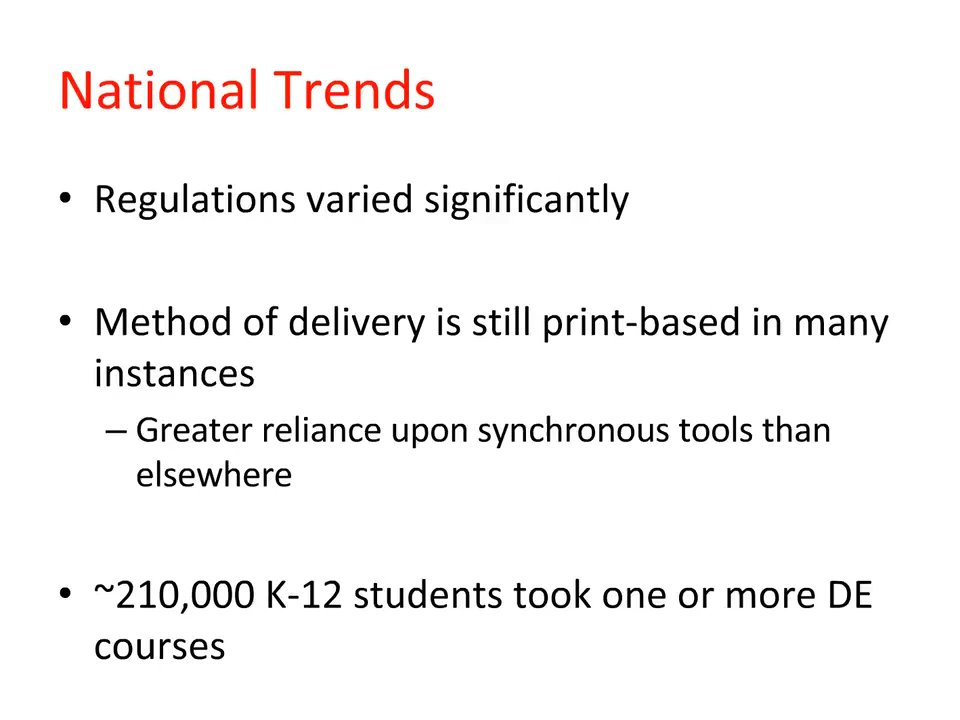 National Trends
• Regulations varied significantly
• Method of delivery is still print-based in many
instances
– Greater reliance upon synchronous tools than
elsewhere
• ~210,000 K-12 students took one or more DE
courses